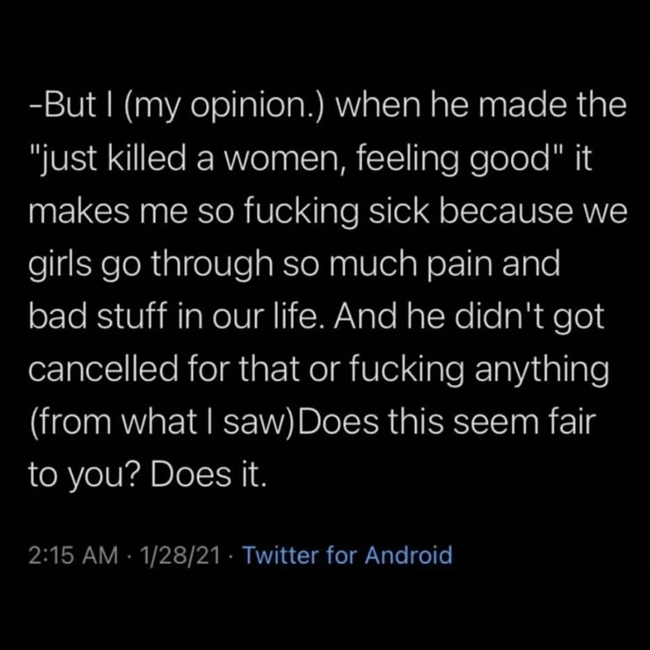 -But I (my opinion.) when he made the
"just killed a women, feeling good" it
makes me so fucking sick because we
girls go through so much pain and
bad stuff in our life. And he didn't got
cancelled for that or fucking anything
(from what I saw)Does this seem fair
to you? Does it.
2:15 AM · 1/28/21 · Twitter for Android